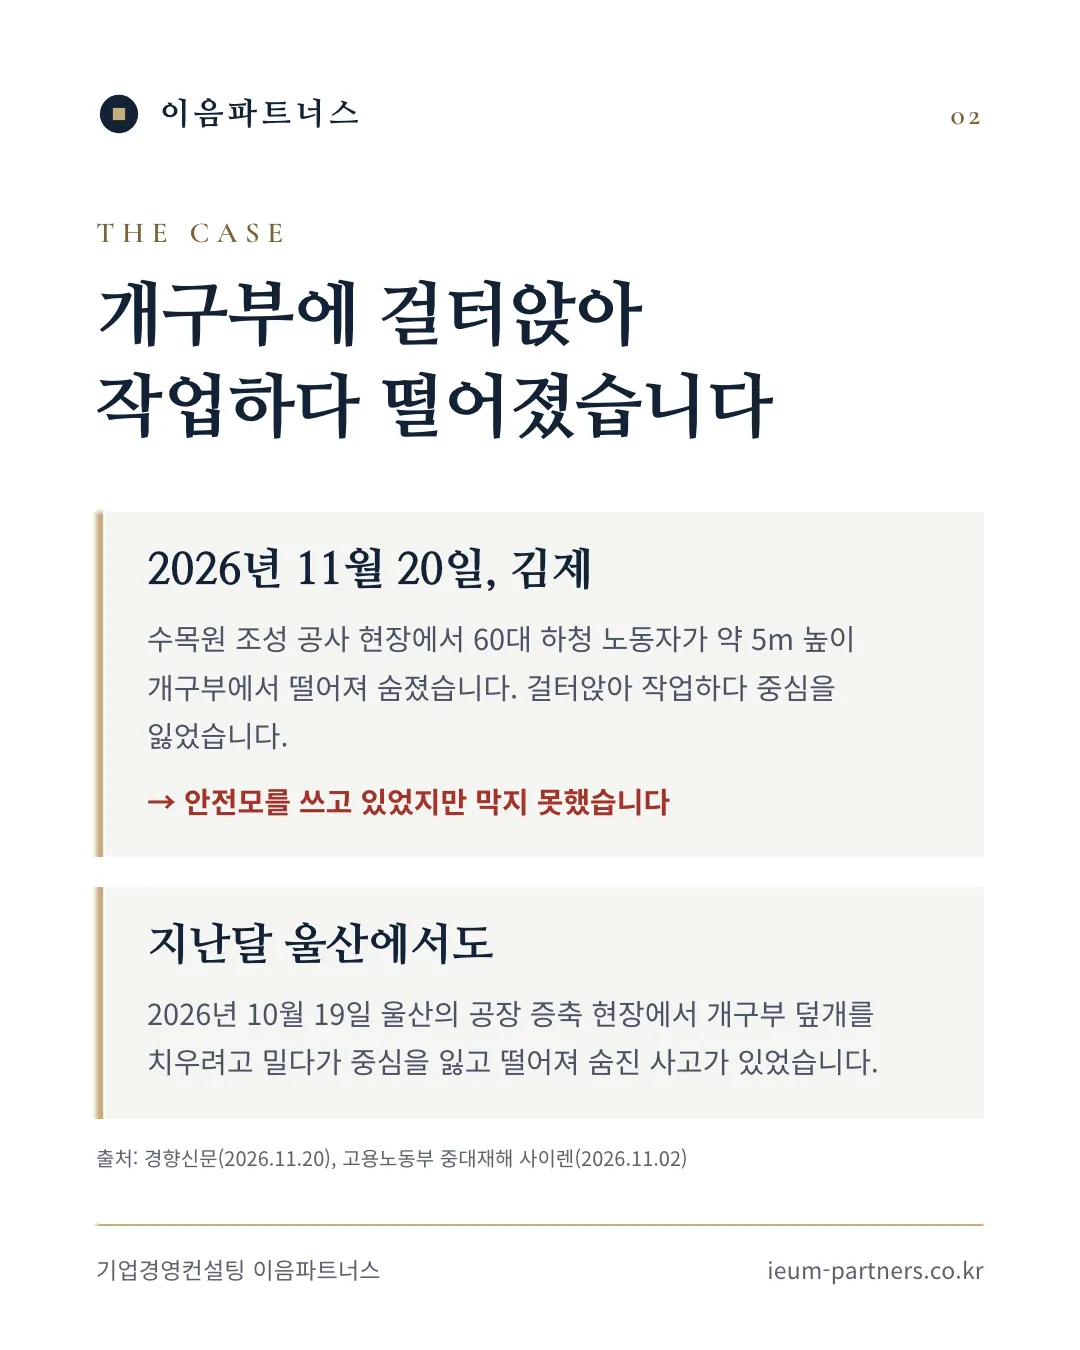 이음파트너스
02
THE CASE
개구부에 걸터앉아
작업하다 떨어졌습니다
2026년 11월 20일, 김제
수목원 조성 공사 현장에서 60대 하청 노동자가 약 5m 높이
개구부에서 떨어져 숨졌습니다. 걸터앉아 작업하다 중심을
잃었습니다.
→ 안전모를 쓰고 있었지만 막지 못했습니다
지난달 울산에서도
2026년 10월 19일 울산의 공장 증축 현장에서 개구부 덮개를
치우려고 밀다가 중심을 잃고 떨어져 숨진 사고가 있었습니다.
출처: 경향신문(2026.11.20), 고용노동부 중대재해 사이렌(2026.11.02)
기업경영컨설팅 이음파트너스
ieum-partners.co.kr